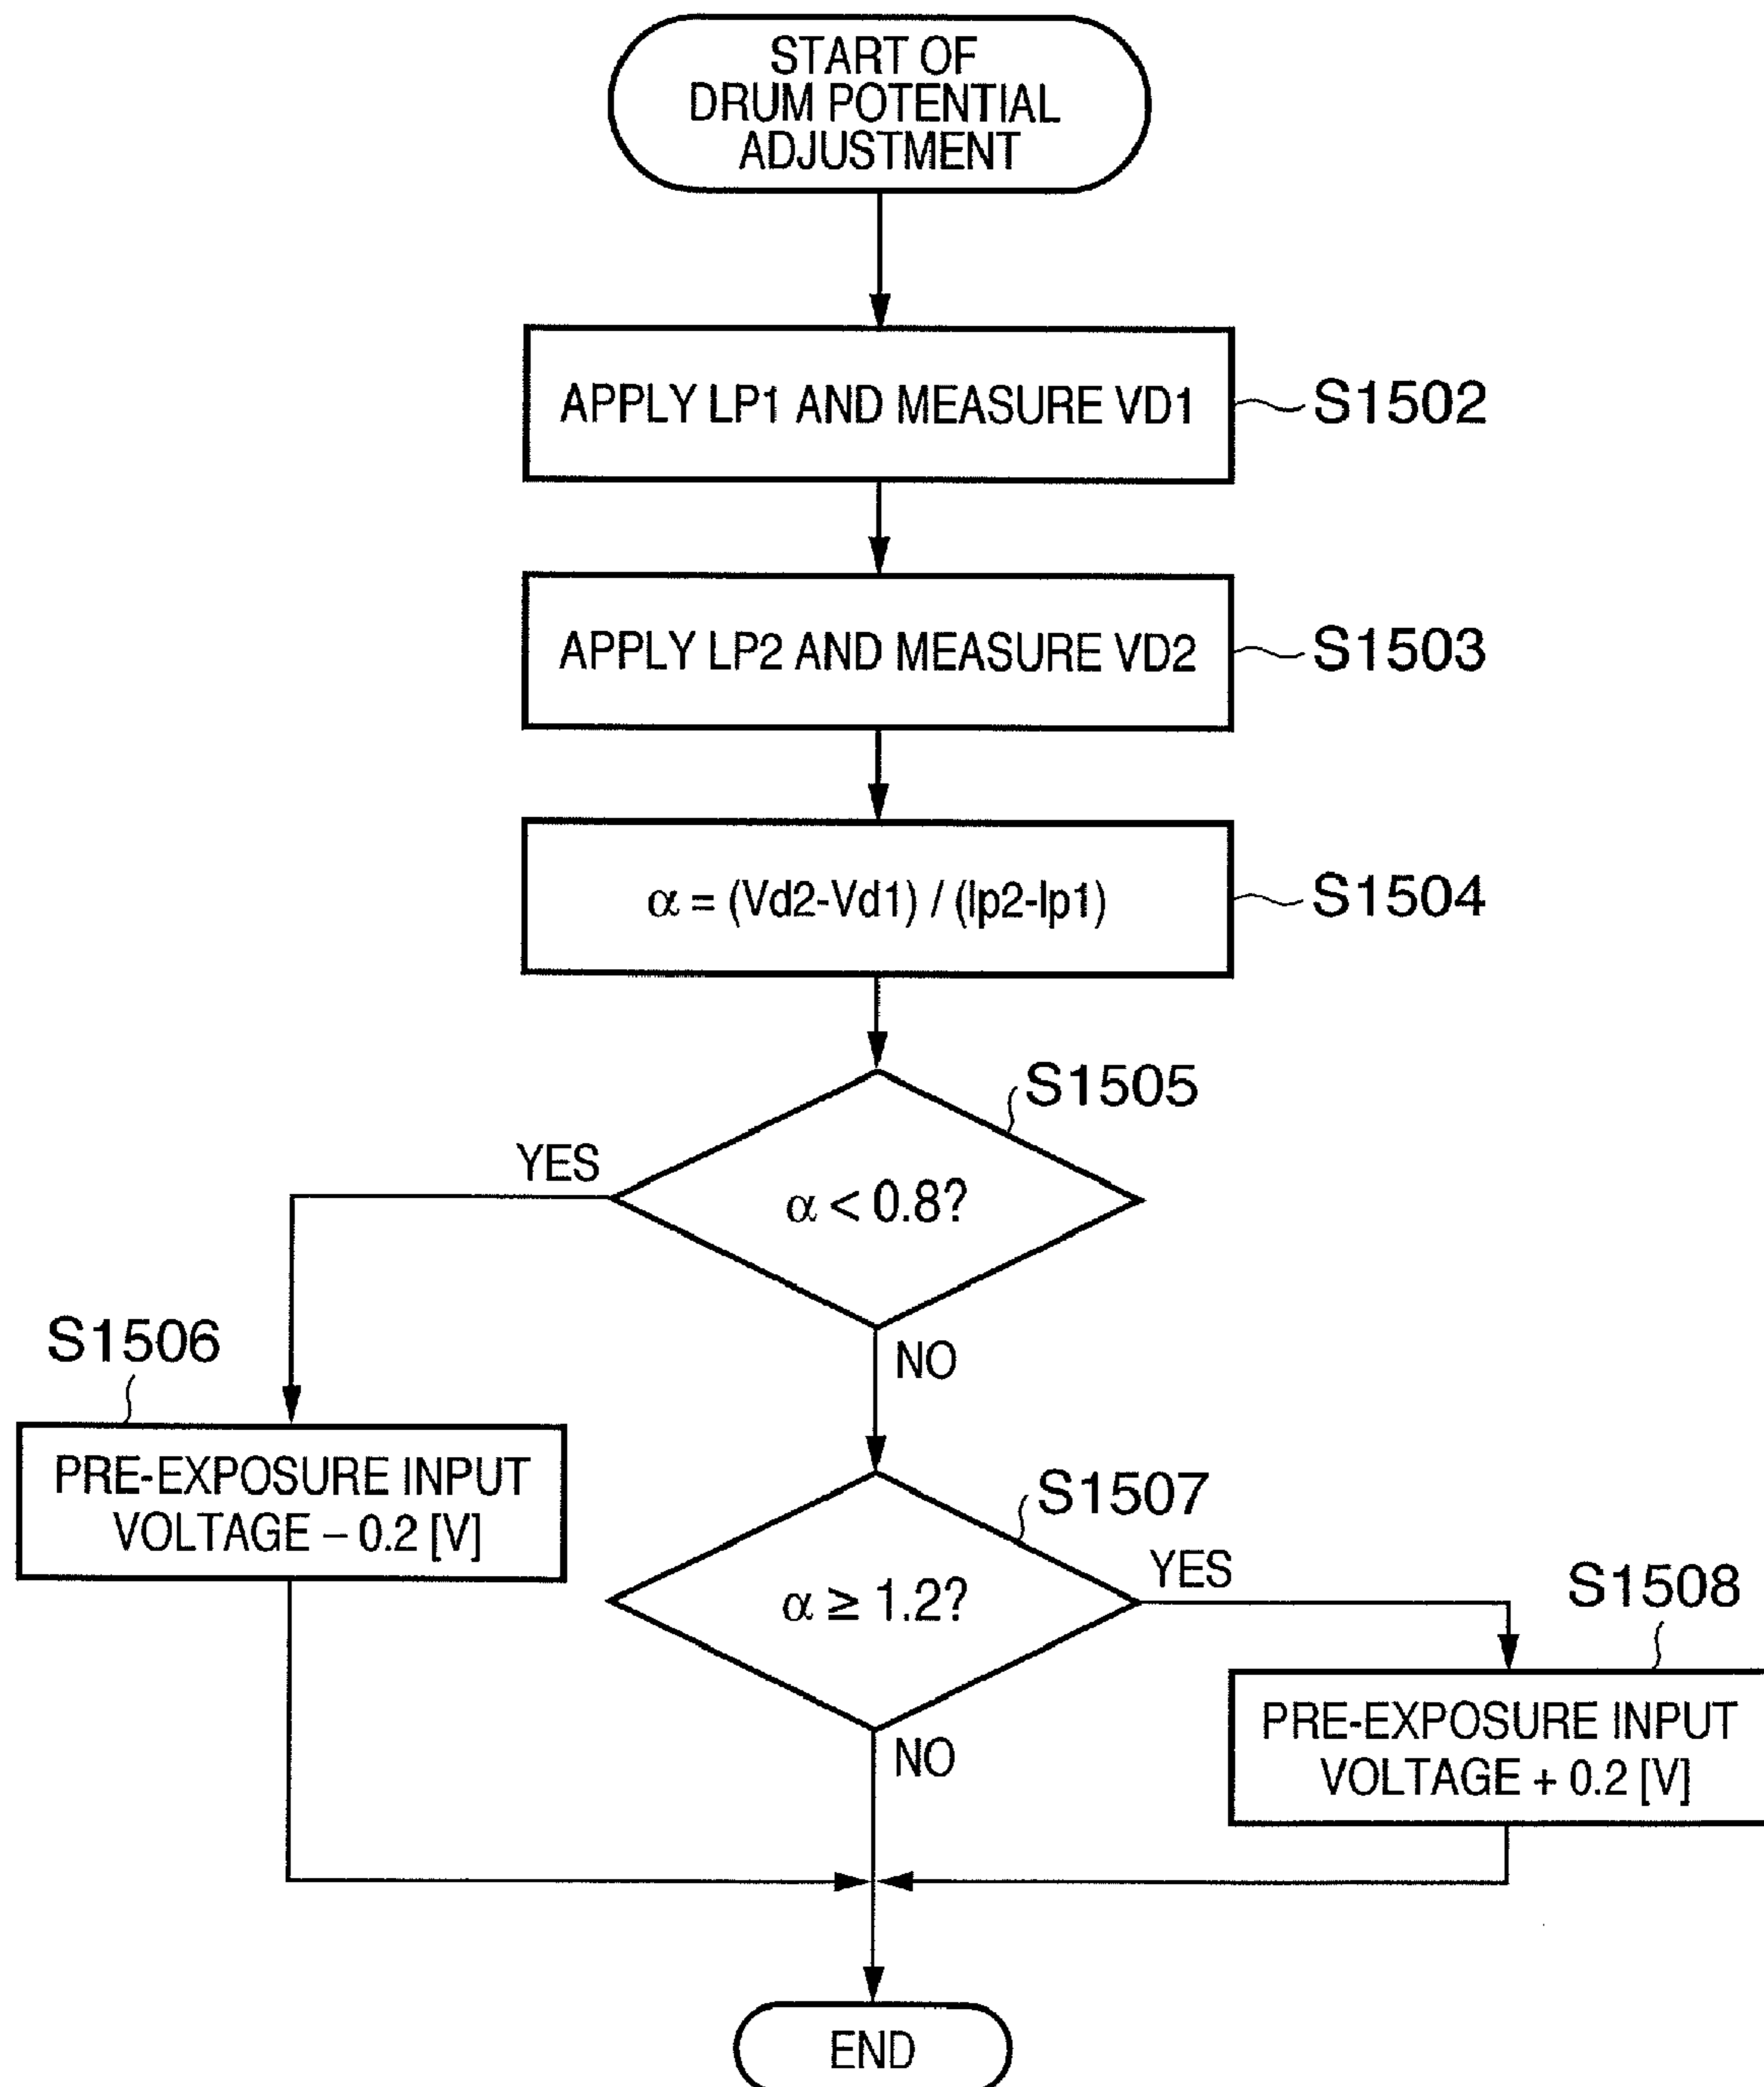 START OF
DRUM POTENTIAL
ADJUSTMENT
APPLY LP1 AND MEASURE VD1
S1502
APPLY LP2 AND MEASURE VD2
S1503
α = (Vd2-Vd1) / (lp2-lp1)
S1504
S1505
YES
α < 0.8?
S1506
NO
PRE-EXPOSURE INPUT
VOLTAGE – 0.2 [V]
S1507
YES
α ≥ 1.2?
S1508
NO
PRE-EXPOSURE INPUT
VOLTAGE + 0.2 [V]
END